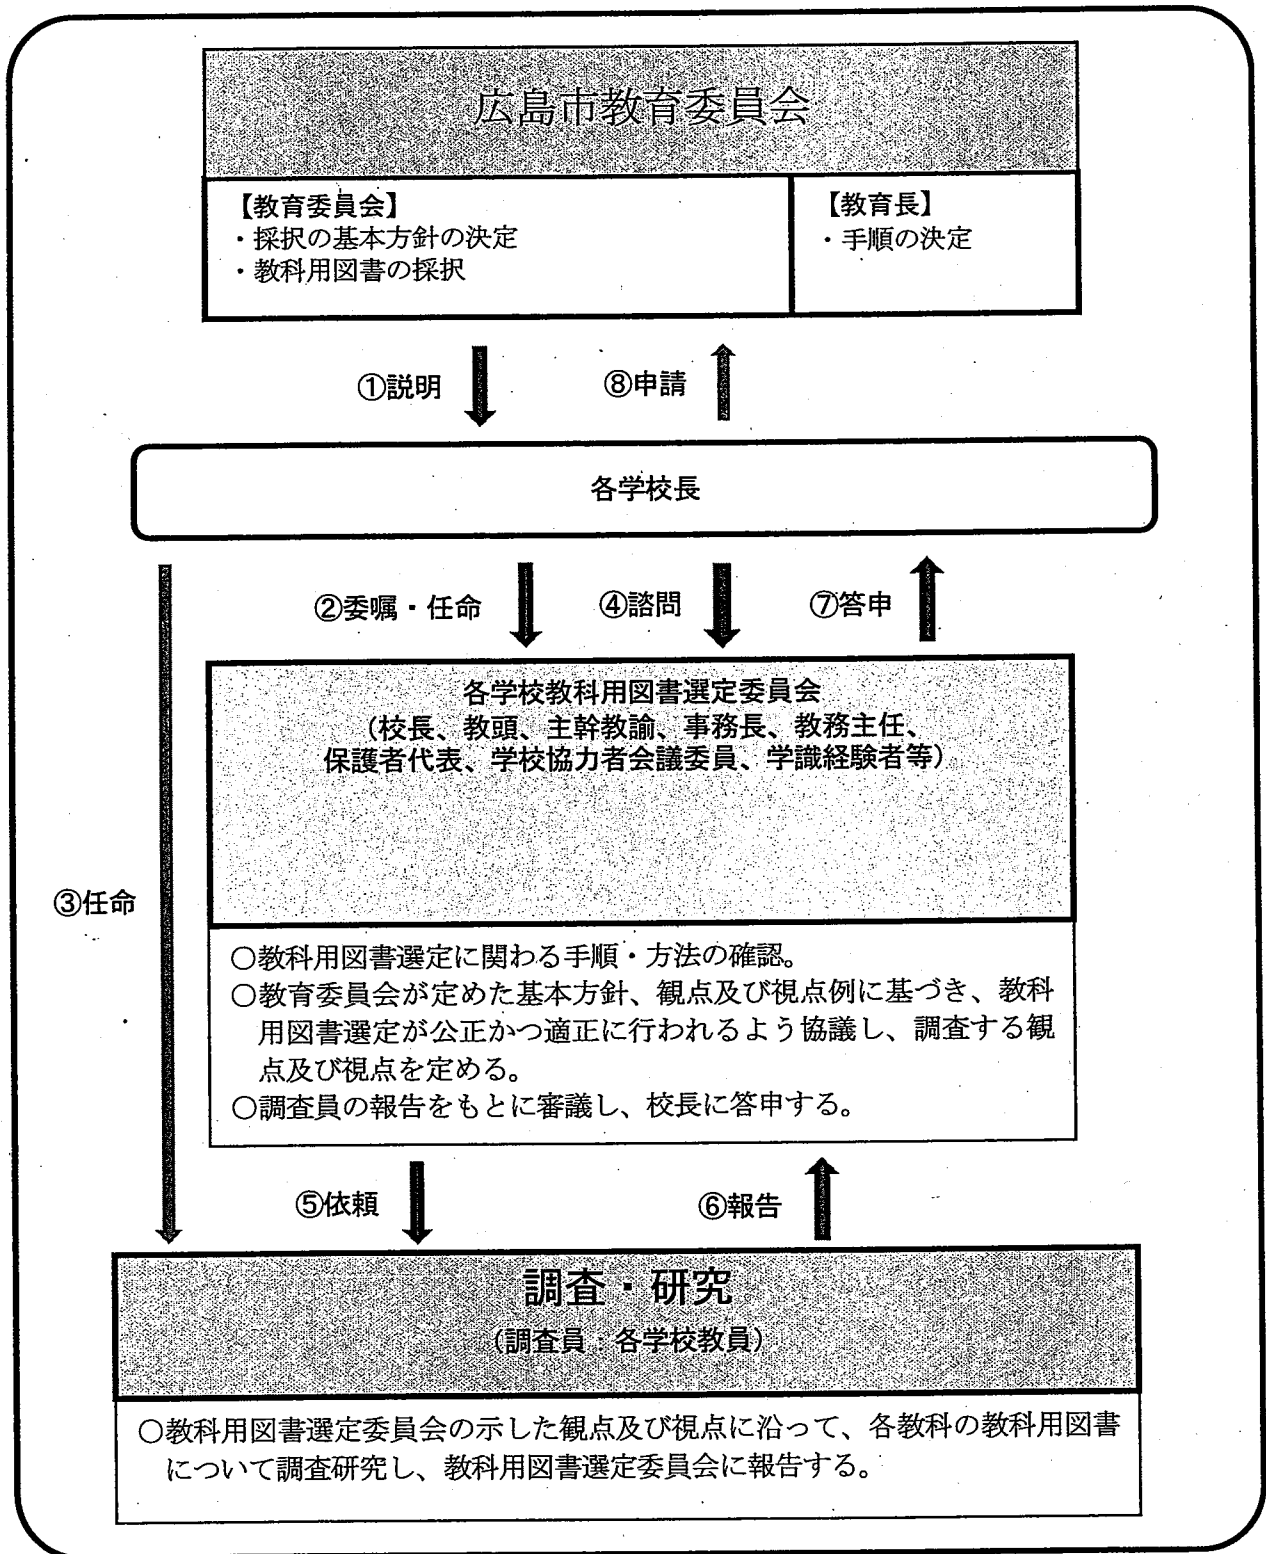 広島市教育委員会
【教育委員会】
・採択の基本方針の決定
・教科用図書の採択
【教育長】
・手順の決定
①説明
⑧申請
各学校長
②委嘱・任命
④諮問
⑦答申
各学校教科用図書選定委員会
(校長、教頭、主幹教諭、事務長、教務主任、
保護者代表、学校協力者会議委員、学識経験者等)
③任命
○教科用図書選定に関わる手順・方法の確認。
○教育委員会が定めた基本方針、観点及び視点例に基づき、教科
用図書選定が公正かつ適正に行われるよう協議し、調査する観
点及び視点を定める。
○調査員の報告をもとに審議し、校長に答申する。
⑤依頼
⑥報告
調査・研究
(調査員:各学校教員)
○教科用図書選定委員会の示した観点及び視点に沿って、各教科の教科用図書
について調査研究し、教科用図書選定委員会に報告する。